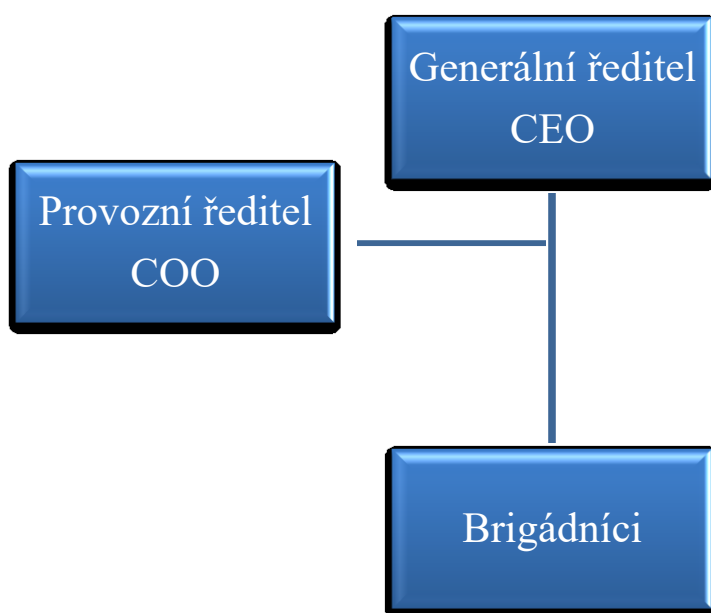 Generální ředitel
CEO
Provozní ředitel
COO
Brigádníci